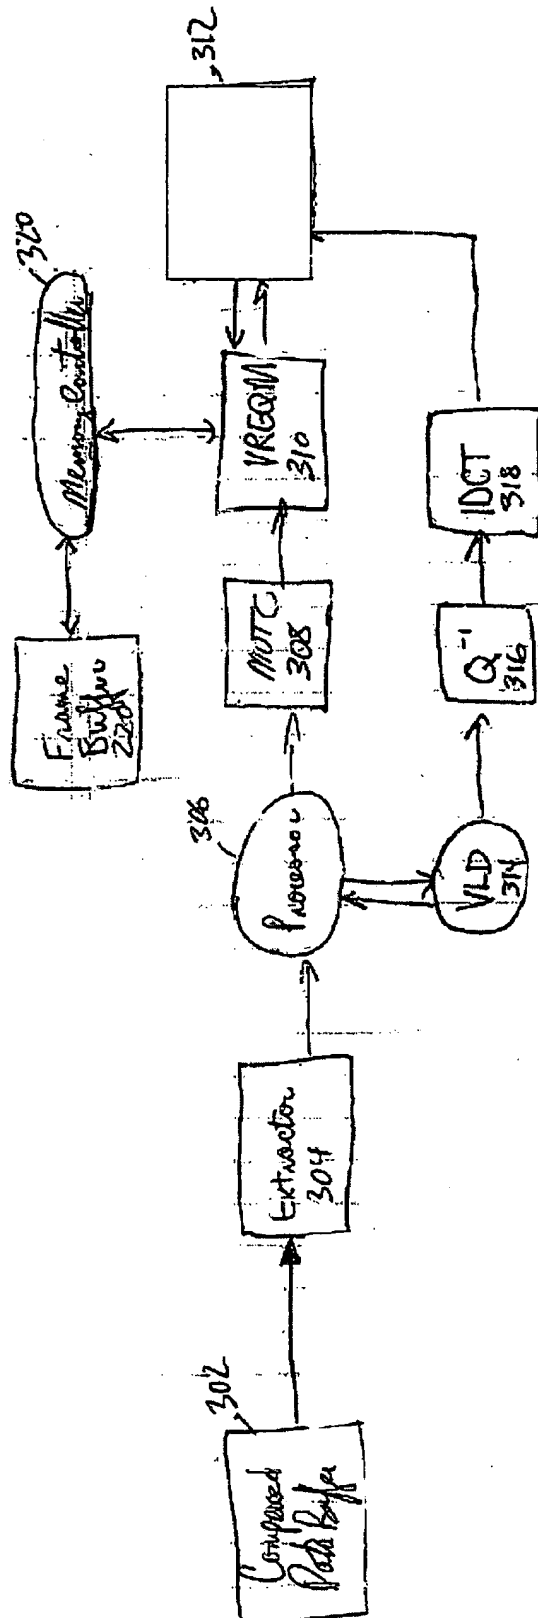 302
Compressed
Data Buffer
Extractor
304
306
Processor
VLD
314
MUTC
308
Q⁻¹
316
VREQM
310
IDCT
318
312
Frame
Buffer
220
Memory Controller
320